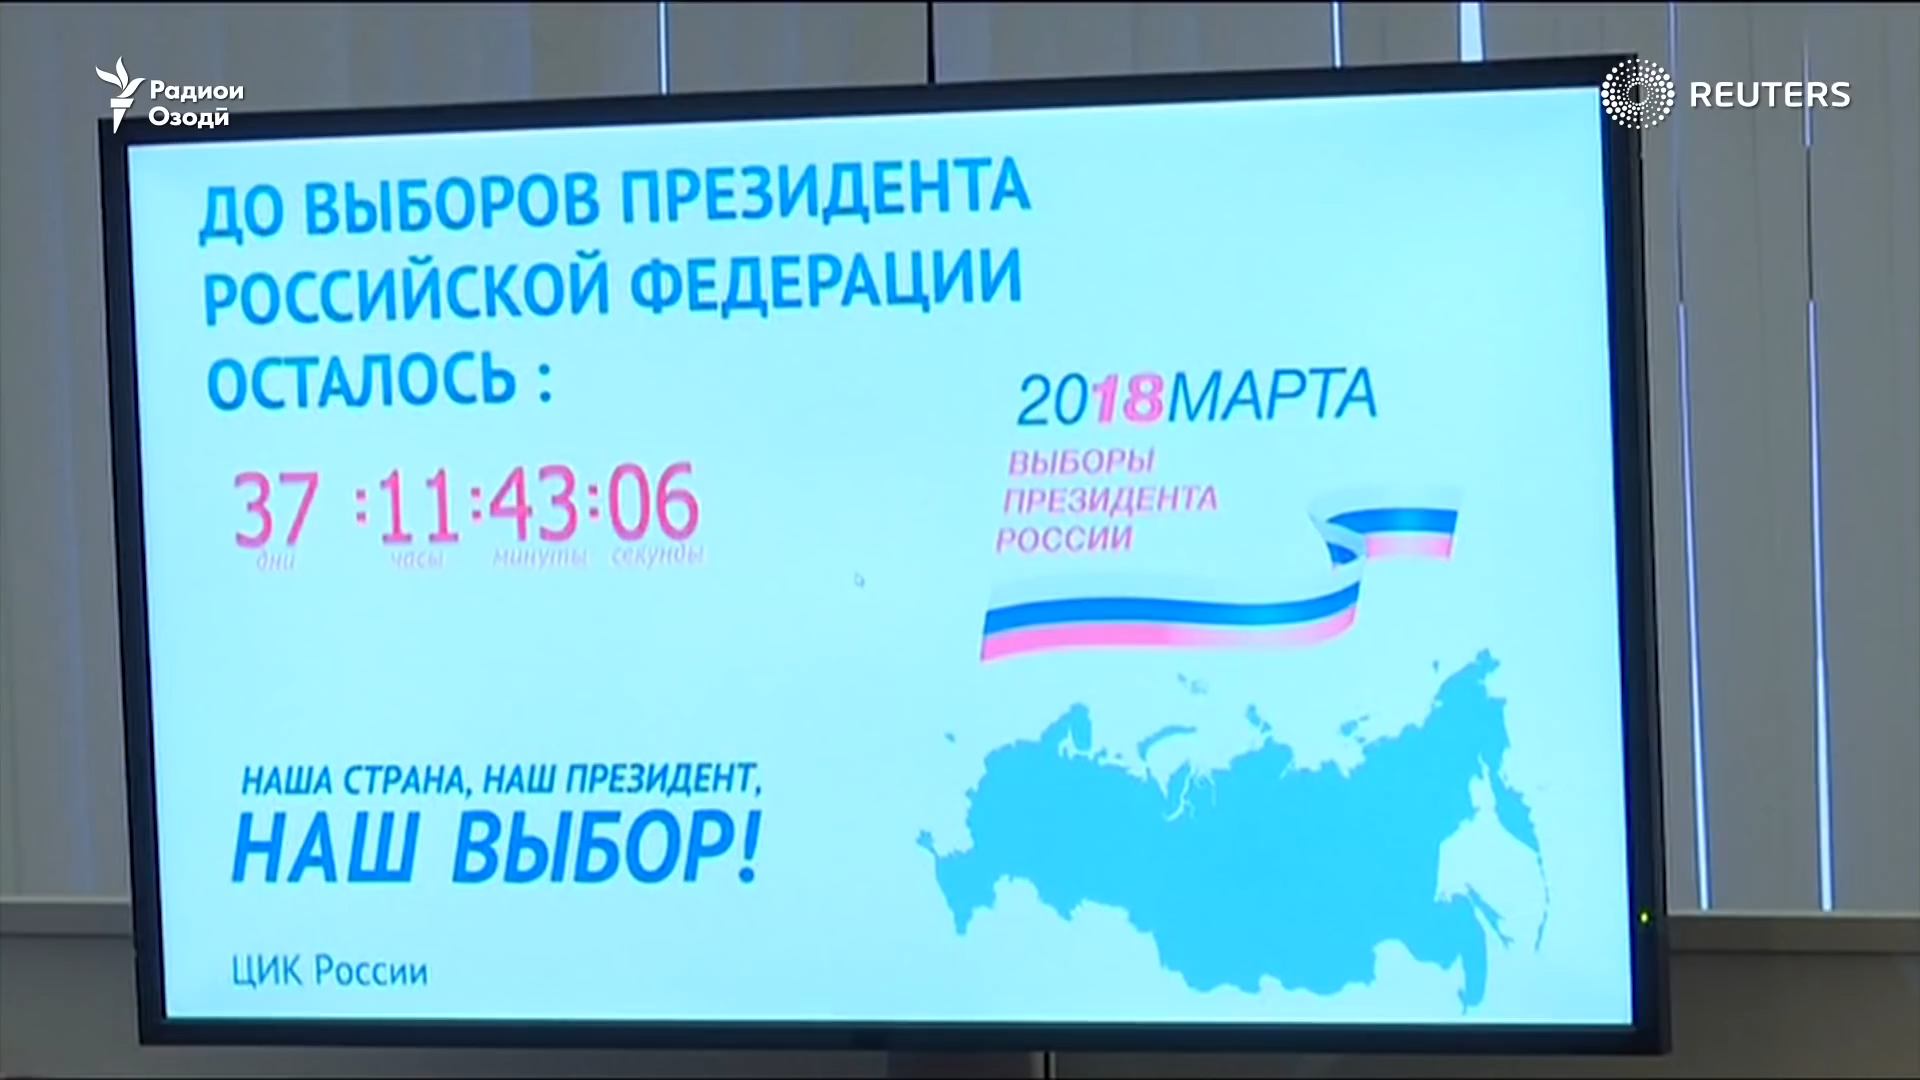 Радиои
Озодӣ
REUTERS
ДО ВЫБОРОВ ПРЕЗИДЕНТА
РОССИЙСКОЙ ФЕДЕРАЦИИ
ОСТАЛОСЬ :
37 :11:43:06
дни часы минуты секунды
2018МАРТА
ВЫБОРЫ
ПРЕЗИДЕНТА
РОССИИ
НАША СТРАНА, НАШ ПРЕЗИДЕНТ,
НАШ ВЫБОР!
ЦИК России